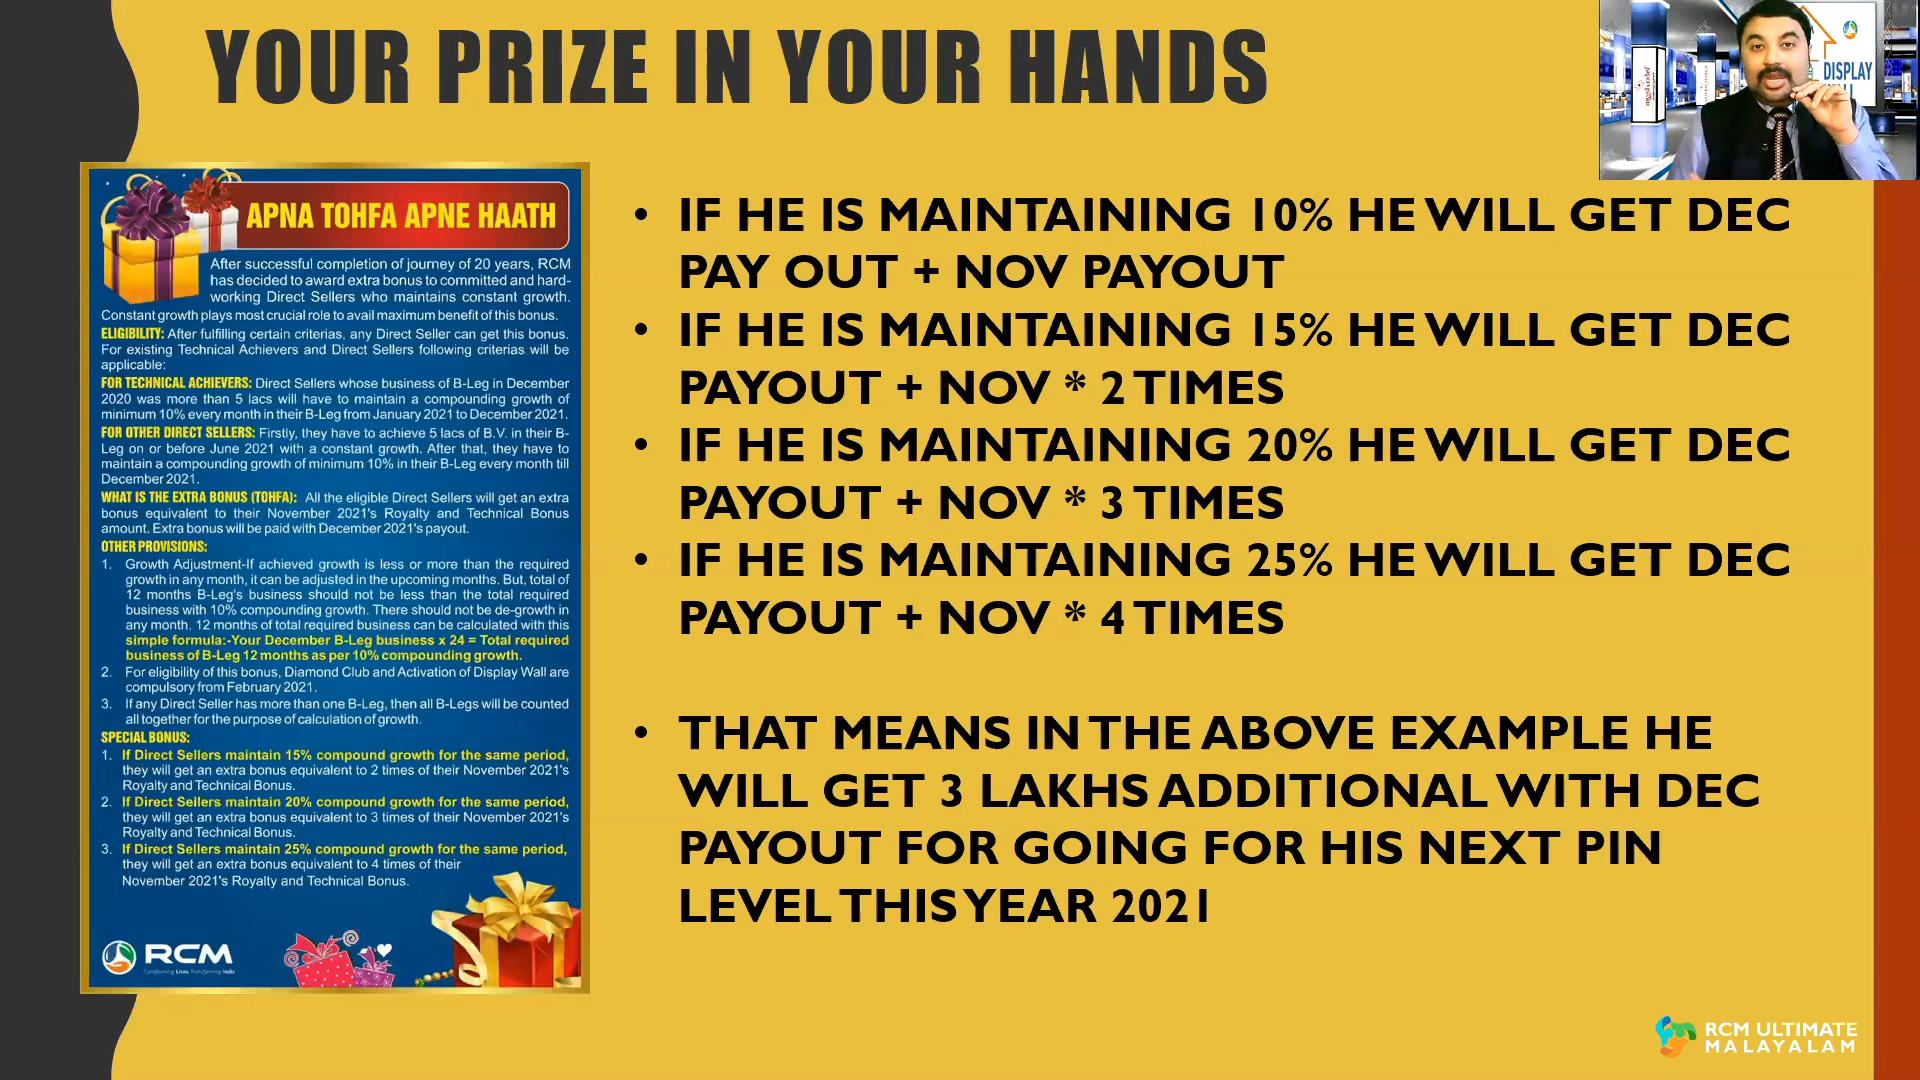 YOUR PRIZE IN YOUR HANDS
DISPLAY
APNA TOHFA APNE HAATH
After successful completion of journey of 20 years, RCM
has decided to award extra bonus to committed and hard-
working Direct Sellers who maintains constant growth.
Constant growth plays most crucial role to avail maximum benefit of this bonus.
ELIGIBILITY: After fulfilling certain criterias, any Direct Seller can get this bonus.
For existing Technical Achievers and Direct Sellers following criterias will be
applicable:
FOR TECHNICAL ACHIEVERS: Direct Sellers whose business of B-Leg in December
2020 was more than 5 lacs will have to maintain a compounding growth of
minimum 10% every month in their B-Leg from January 2021 to December 2021.
FOR OTHER DIRECT SELLERS: Firstly, they have to achieve 5 lacs of B.V. in their B-
Leg on or before June 2021 with a constant growth. After that, they have to
maintain a compounding growth of minimum 10% in their B-Leg every month till
December 2021.
WHAT IS THE EXTRA BONUS (TOHFA): All the eligible Direct Sellers will get an extra
bonus equivalent to their November 2021's Royalty and Technical Bonus
amount. Extra bonus will be paid with December 2021's payout.
OTHER PROVISIONS:
1. Growth Adjustment-If achieved growth is less or more than the required
growth in any month, it can be adjusted in the upcoming months. But, total of
12 months B-Leg's business should not be less than the total required
business with 10% compounding growth. There should not be de-growth in
any month. 12 months of total required business can be calculated with this
simple formula:-Your December B-Leg business x 24 = Total required
business of B-Leg 12 months as per 10% compounding growth.
2. For eligibility of this bonus, Diamond Club and Activation of Display Wall are
compulsory from February 2021.
3. If any Direct Seller has more than one B-Leg, then all B-Legs will be counted
all together for the purpose of calculation of growth.
SPECIAL BONUS:
1. If Direct Sellers maintain 15% compound growth for the same period,
they will get an extra bonus equivalent to 2 times of their November 2021's
Royalty and Technical Bonus.
2. If Direct Sellers maintain 20% compound growth for the same period,
they will get an extra bonus equivalent to 3 times of their November 2021's
Royalty and Technical Bonus.
3. If Direct Sellers maintain 25% compound growth for the same period,
they will get an extra bonus equivalent to 4 times of their
November 2021's Royalty and Technical Bonus.
RCM
• IF HE IS MAINTAINING 10% HE WILL GET DEC
PAY OUT + NOV PAYOUT
• IF HE IS MAINTAINING 15% HE WILL GET DEC
PAYOUT + NOV * 2 TIMES
• IF HE IS MAINTAINING 20% HE WILL GET DEC
PAYOUT + NOV * 3 TIMES
• IF HE IS MAINTAINING 25% HE WILL GET DEC
PAYOUT + NOV * 4 TIMES
• THAT MEANS IN THE ABOVE EXAMPLE HE
WILL GET 3 LAKHS ADDITIONAL WITH DEC
PAYOUT FOR GOING FOR HIS NEXT PIN
LEVEL THIS YEAR 2021
RCM ULTIMATE
MALAYALAM